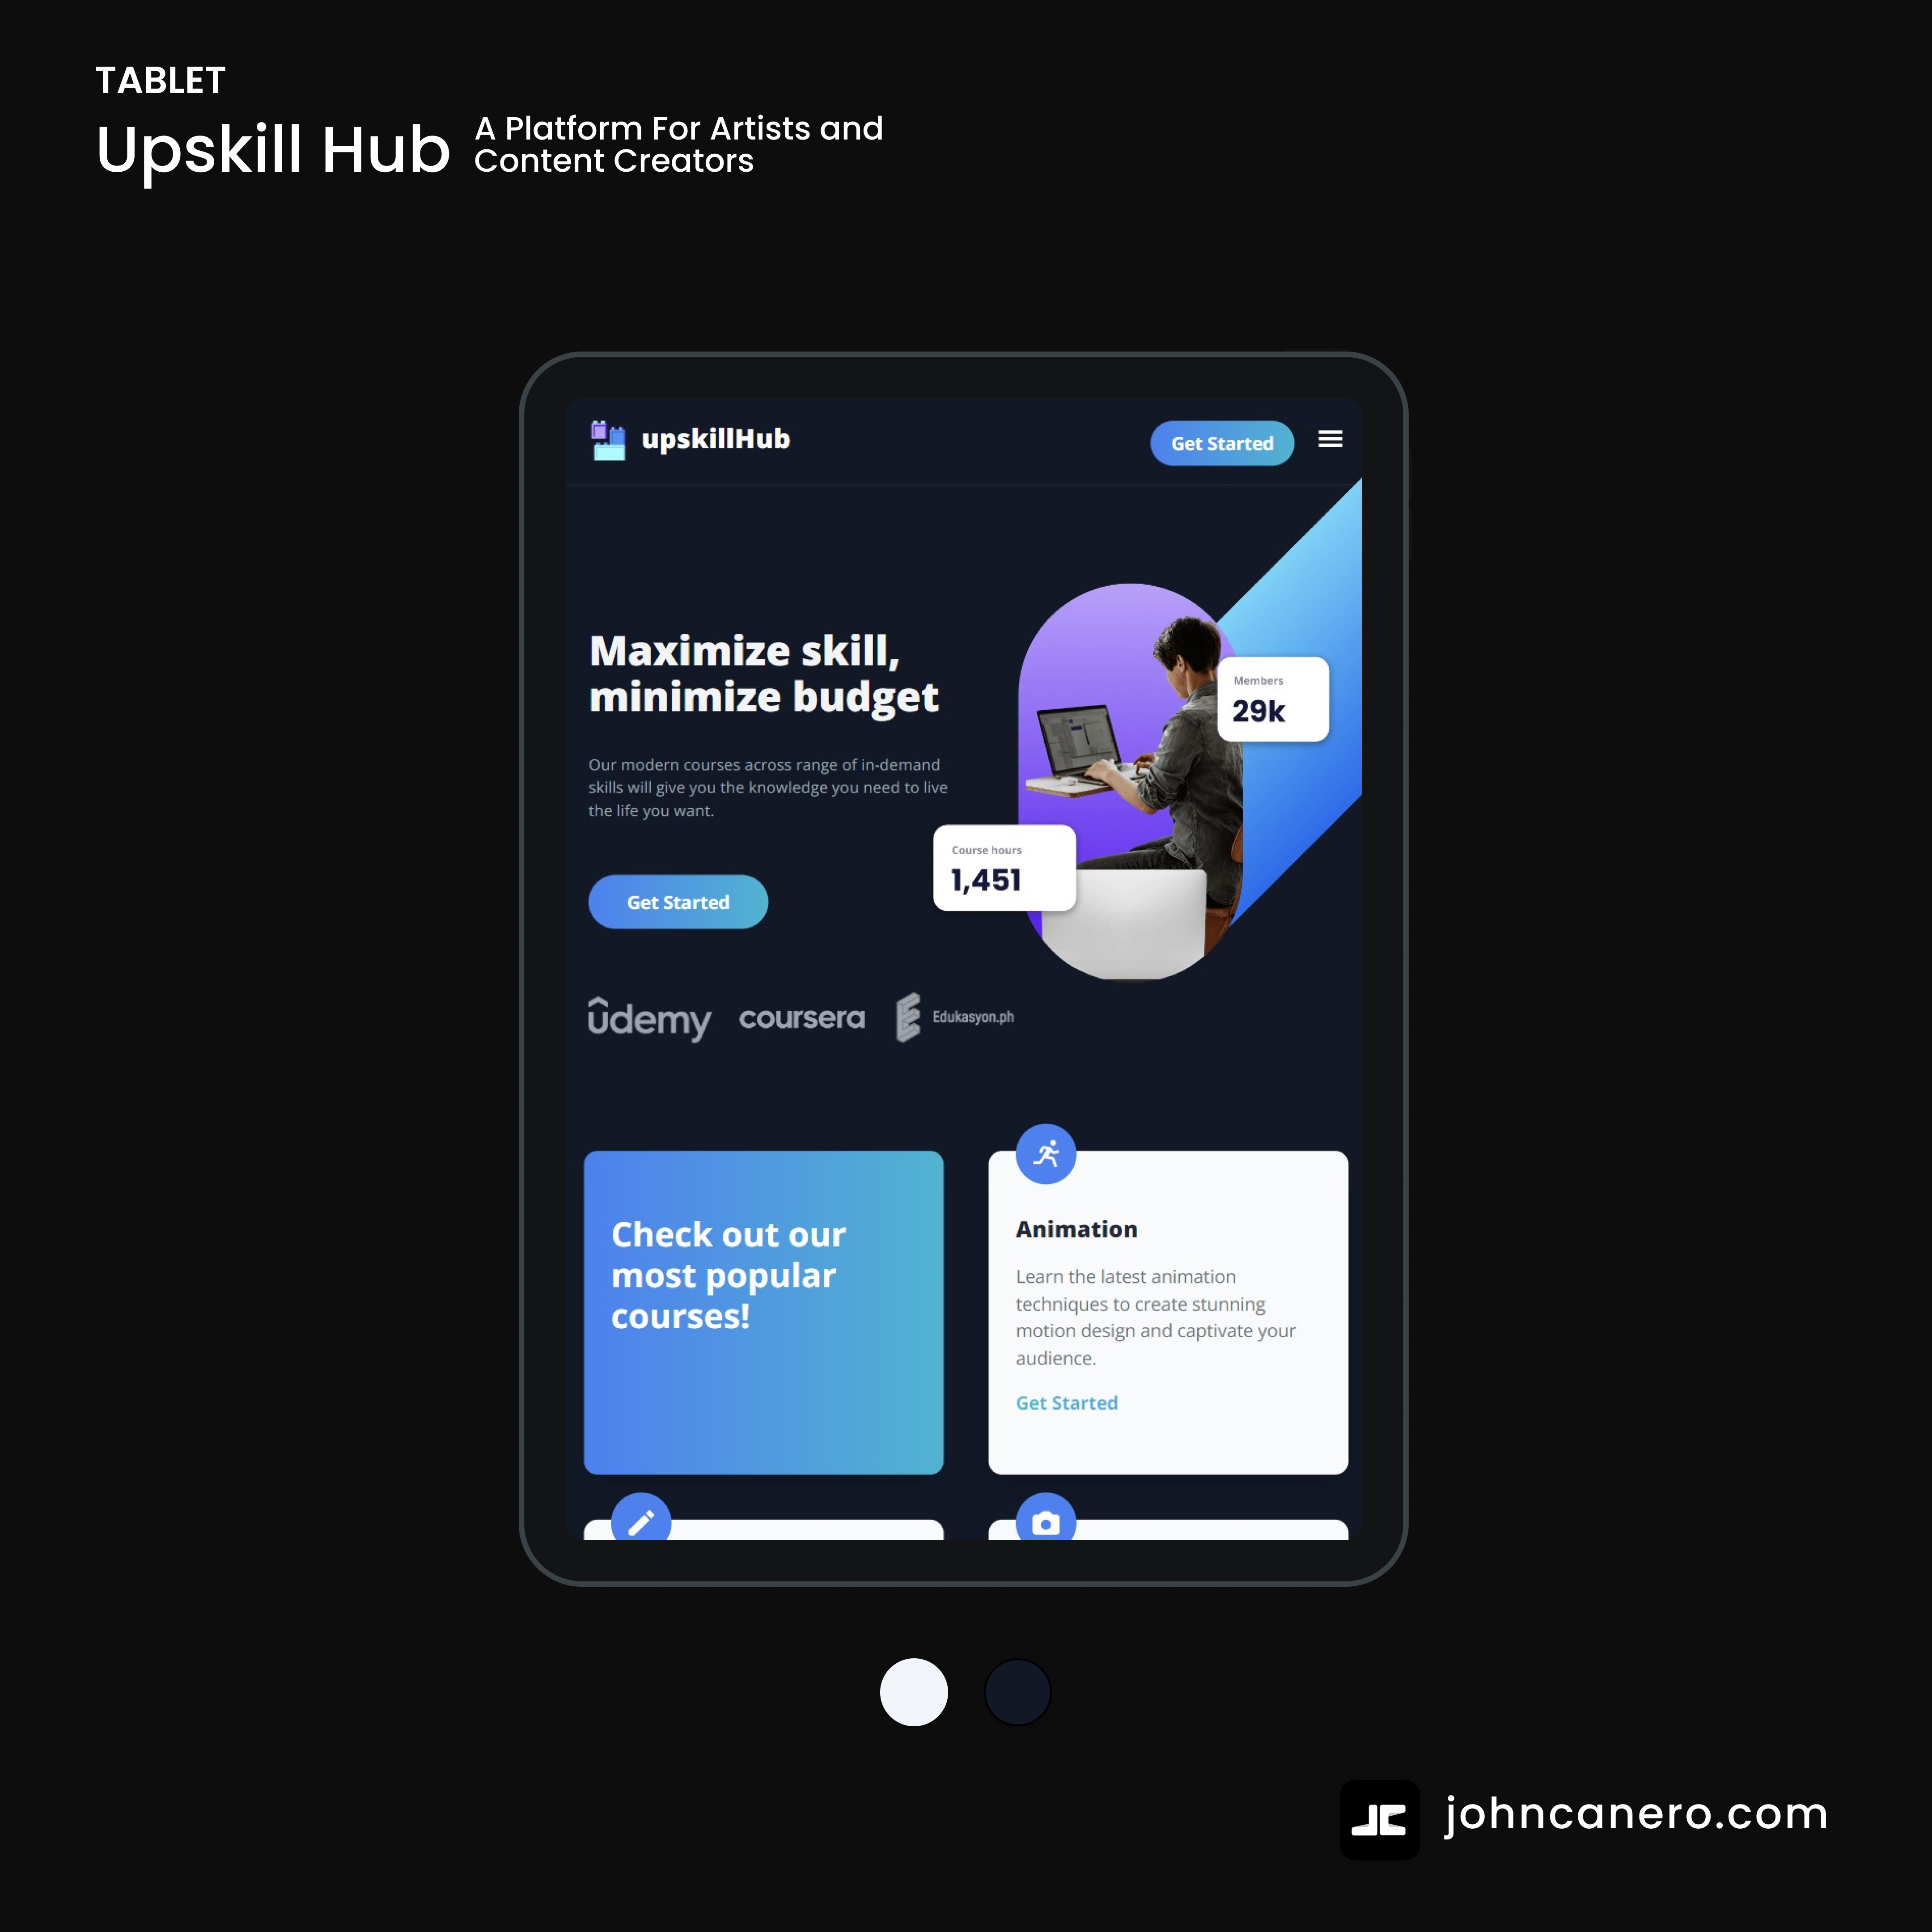 TABLET
Upskill Hub
A Platform For Artists and
Content Creators
upskillHub
Get Started
Maximize skill,
minimize budget
Our modern courses across range of in-demand
skills will give you the knowledge you need to live
the life you want.
Get Started
Members
29k
Course hours
1,451
udemy
coursera
Edukasyon.ph
Check out our
most popular
courses!
Animation
Learn the latest animation
techniques to create stunning
motion design and captivate your
audience.
Get Started
JC
johncanero.com